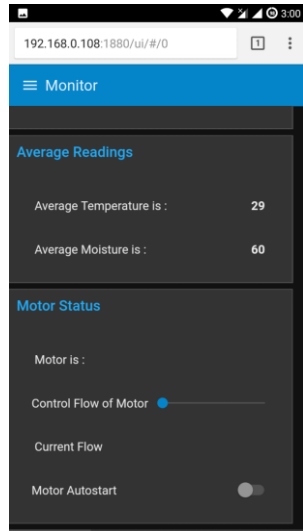 3:00
192.168.0.108:1880/ui/#/0
1
Monitor
Average Readings
Average Temperature is : 29
Average Moisture is : 60
Motor Status
Motor is :
Control Flow of Motor
Current Flow
Motor Autostart